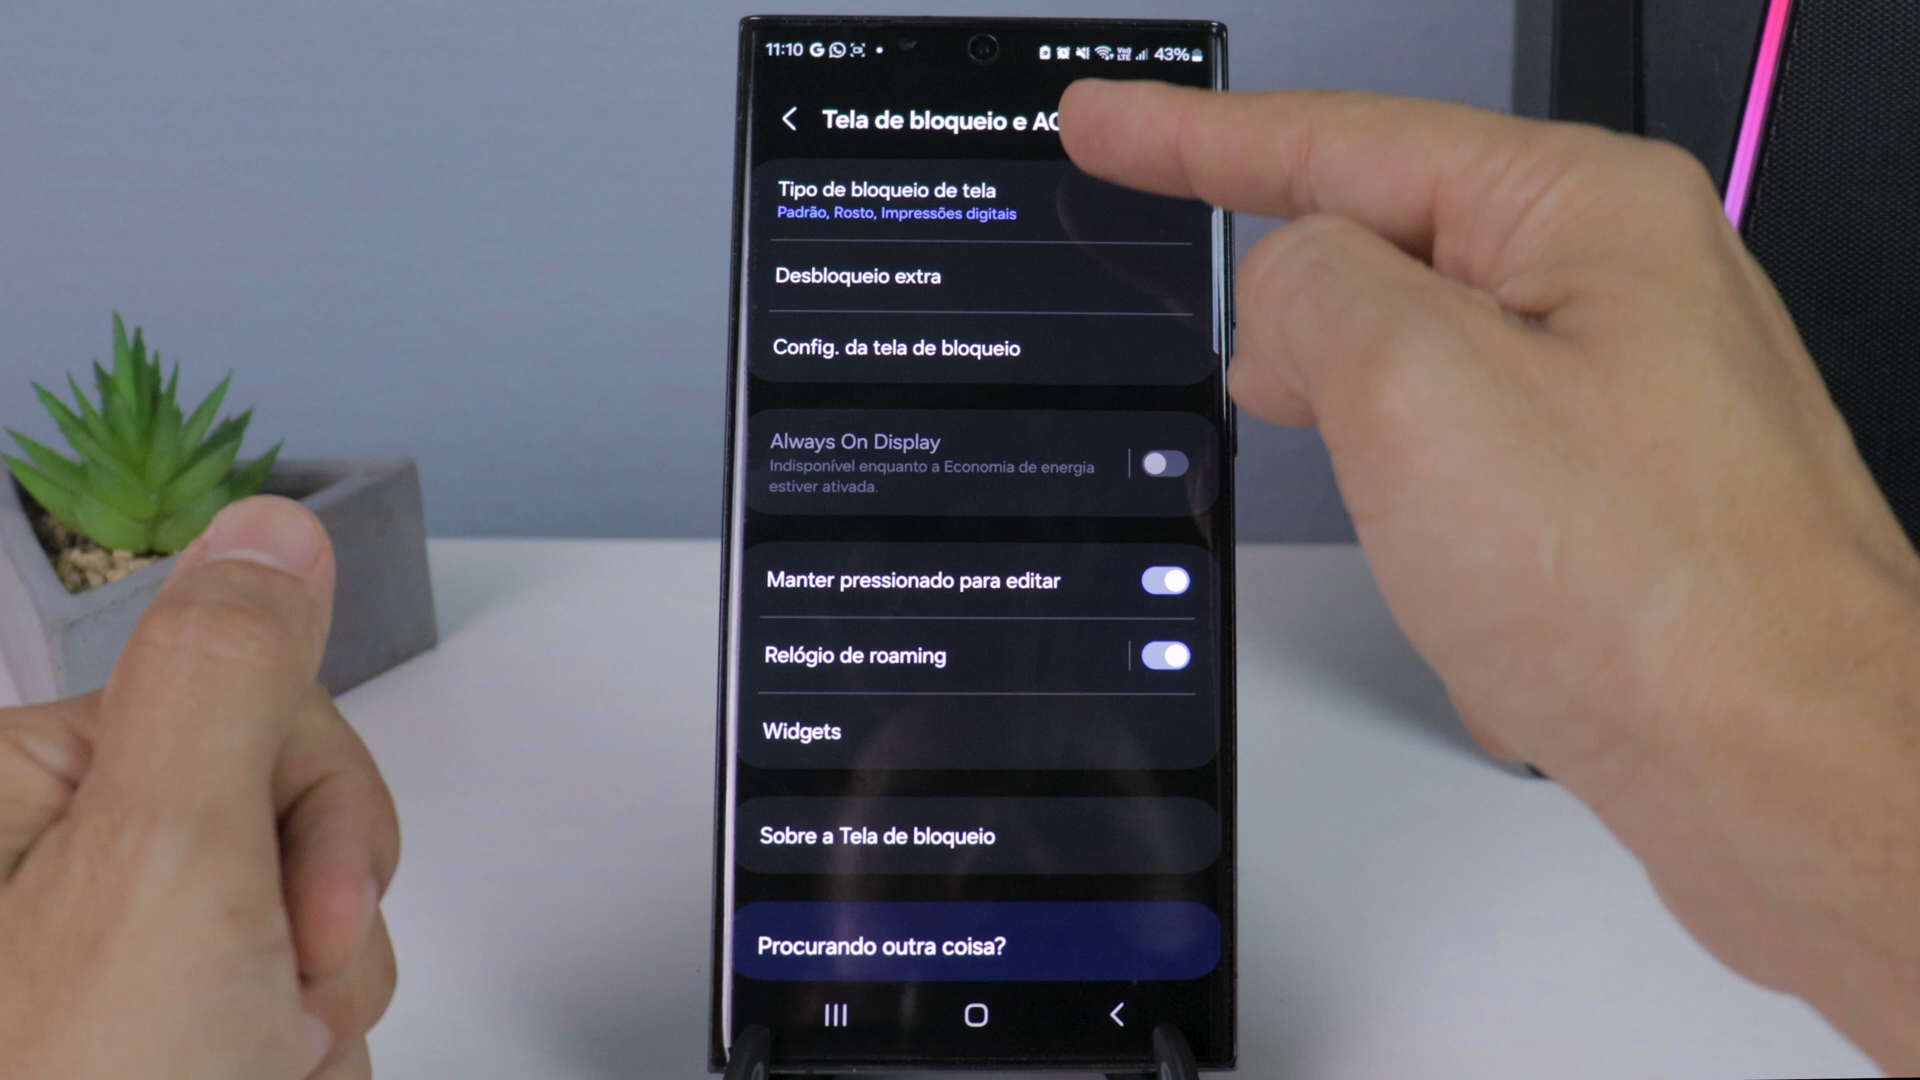 11:10
VoLTE 43%
Tela de bloqueio e AO
Tipo de bloqueio de tela
Padrão, Rosto, Impressões digitais
Desbloqueio extra
Config. da tela de bloqueio
Always On Display
Indisponível enquanto a Economia de energia
estiver ativada.
Manter pressionado para editar
Relógio de roaming
Widgets
Sobre a Tela de bloqueio
Procurando outra coisa?